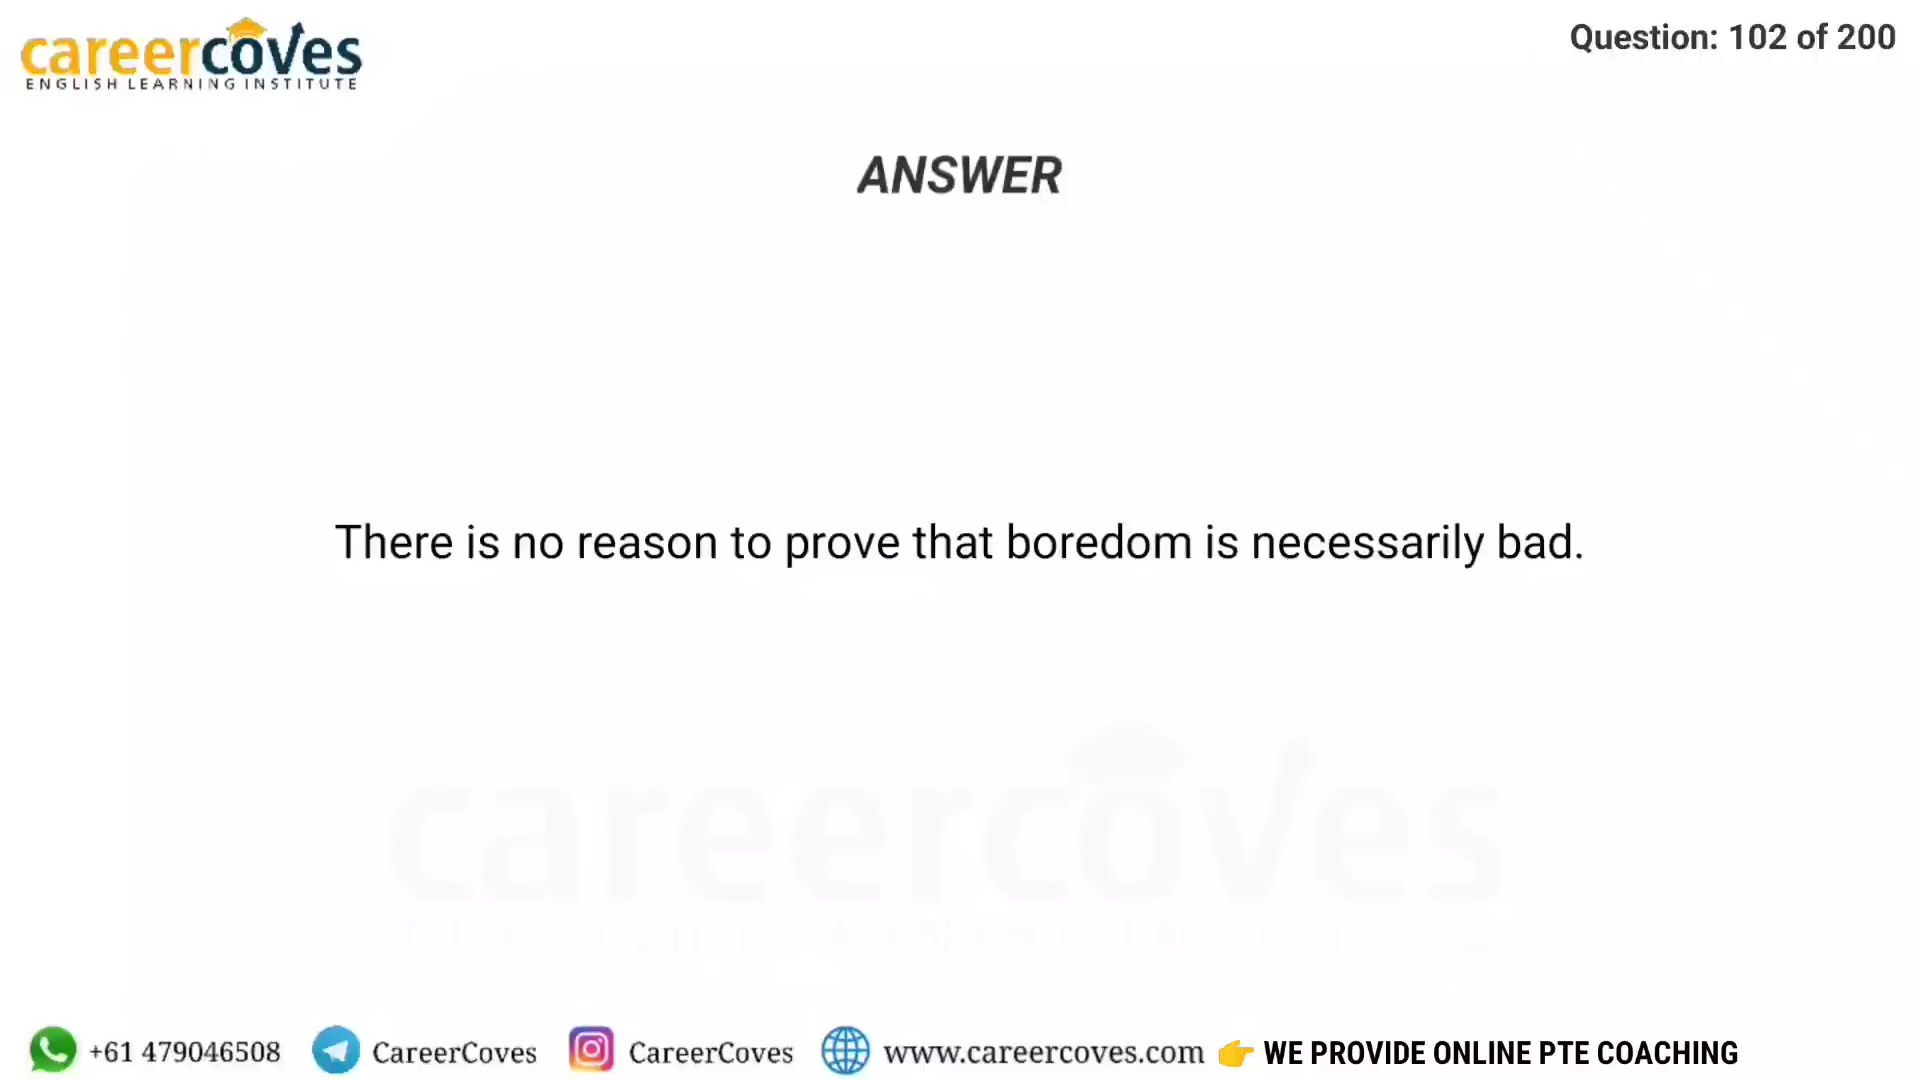 careercoves
ENGLISH LEARNING INSTITUTE
Question: 102 of 200
ANSWER
There is no reason to prove that boredom is necessarily bad.
careercoves
+61 479046508 CareerCoves CareerCoves www.careercoves.com 👉 WE PROVIDE ONLINE PTE COACHING